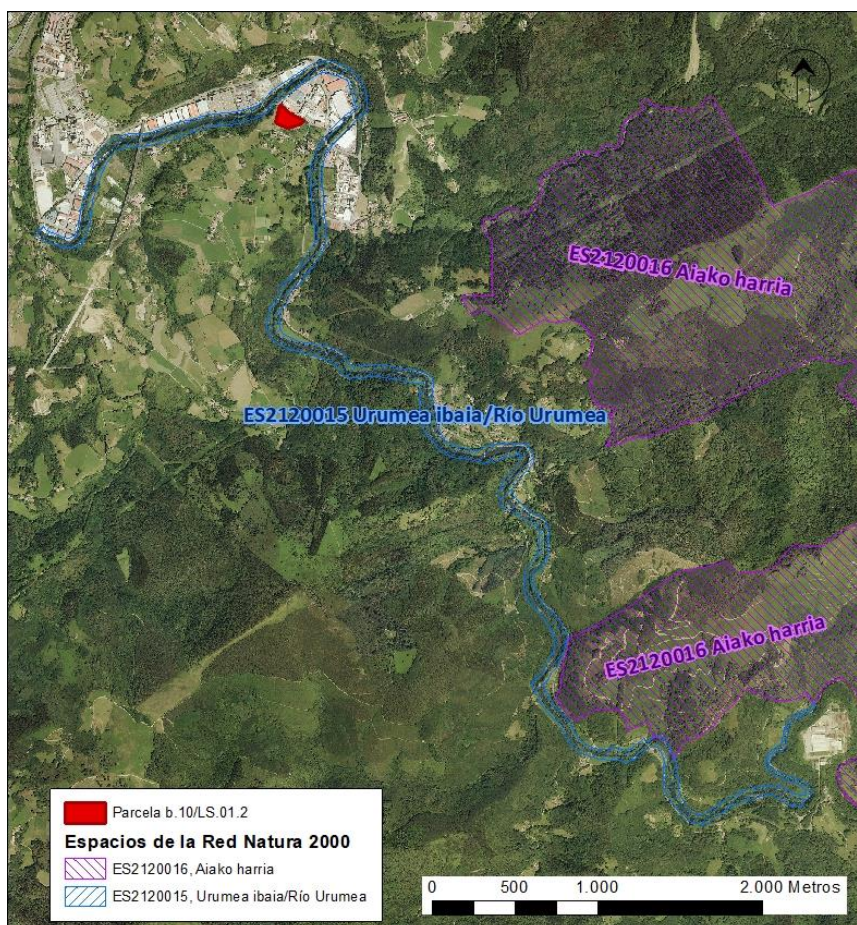 ES2120016 Aiako harria
ES2120015 Urumea ibaia/Río Urumea
ES2120016 Aiako harria
Parcela b.10/LS.01.2
Espacios de la Red Natura 2000
ES2120016, Aiako harria
ES2120015, Urumea ibaia/Río Urumea
0 500 1.000 2.000 Metros